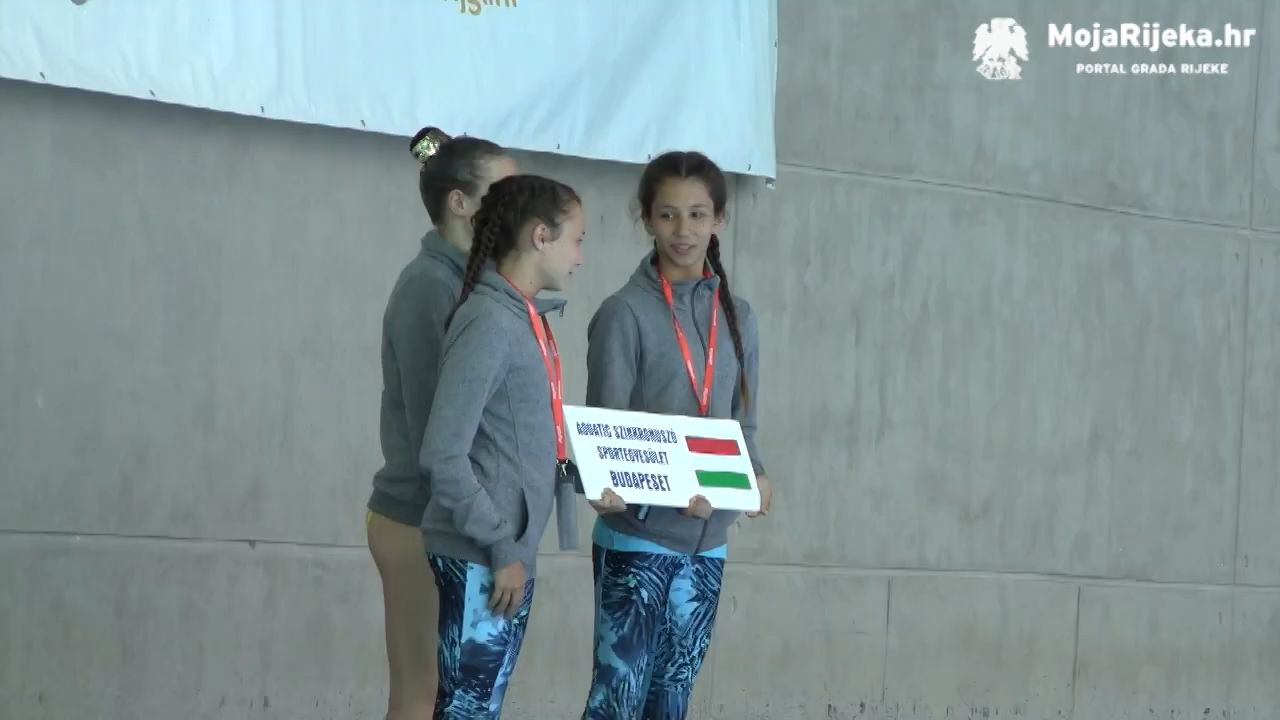 MojaRijeka.hr
PORTAL GRADA RIJEKE
AQUATIC SZINKRONUSZÓ
SPORTEGYESÜLET
BUDAPESET